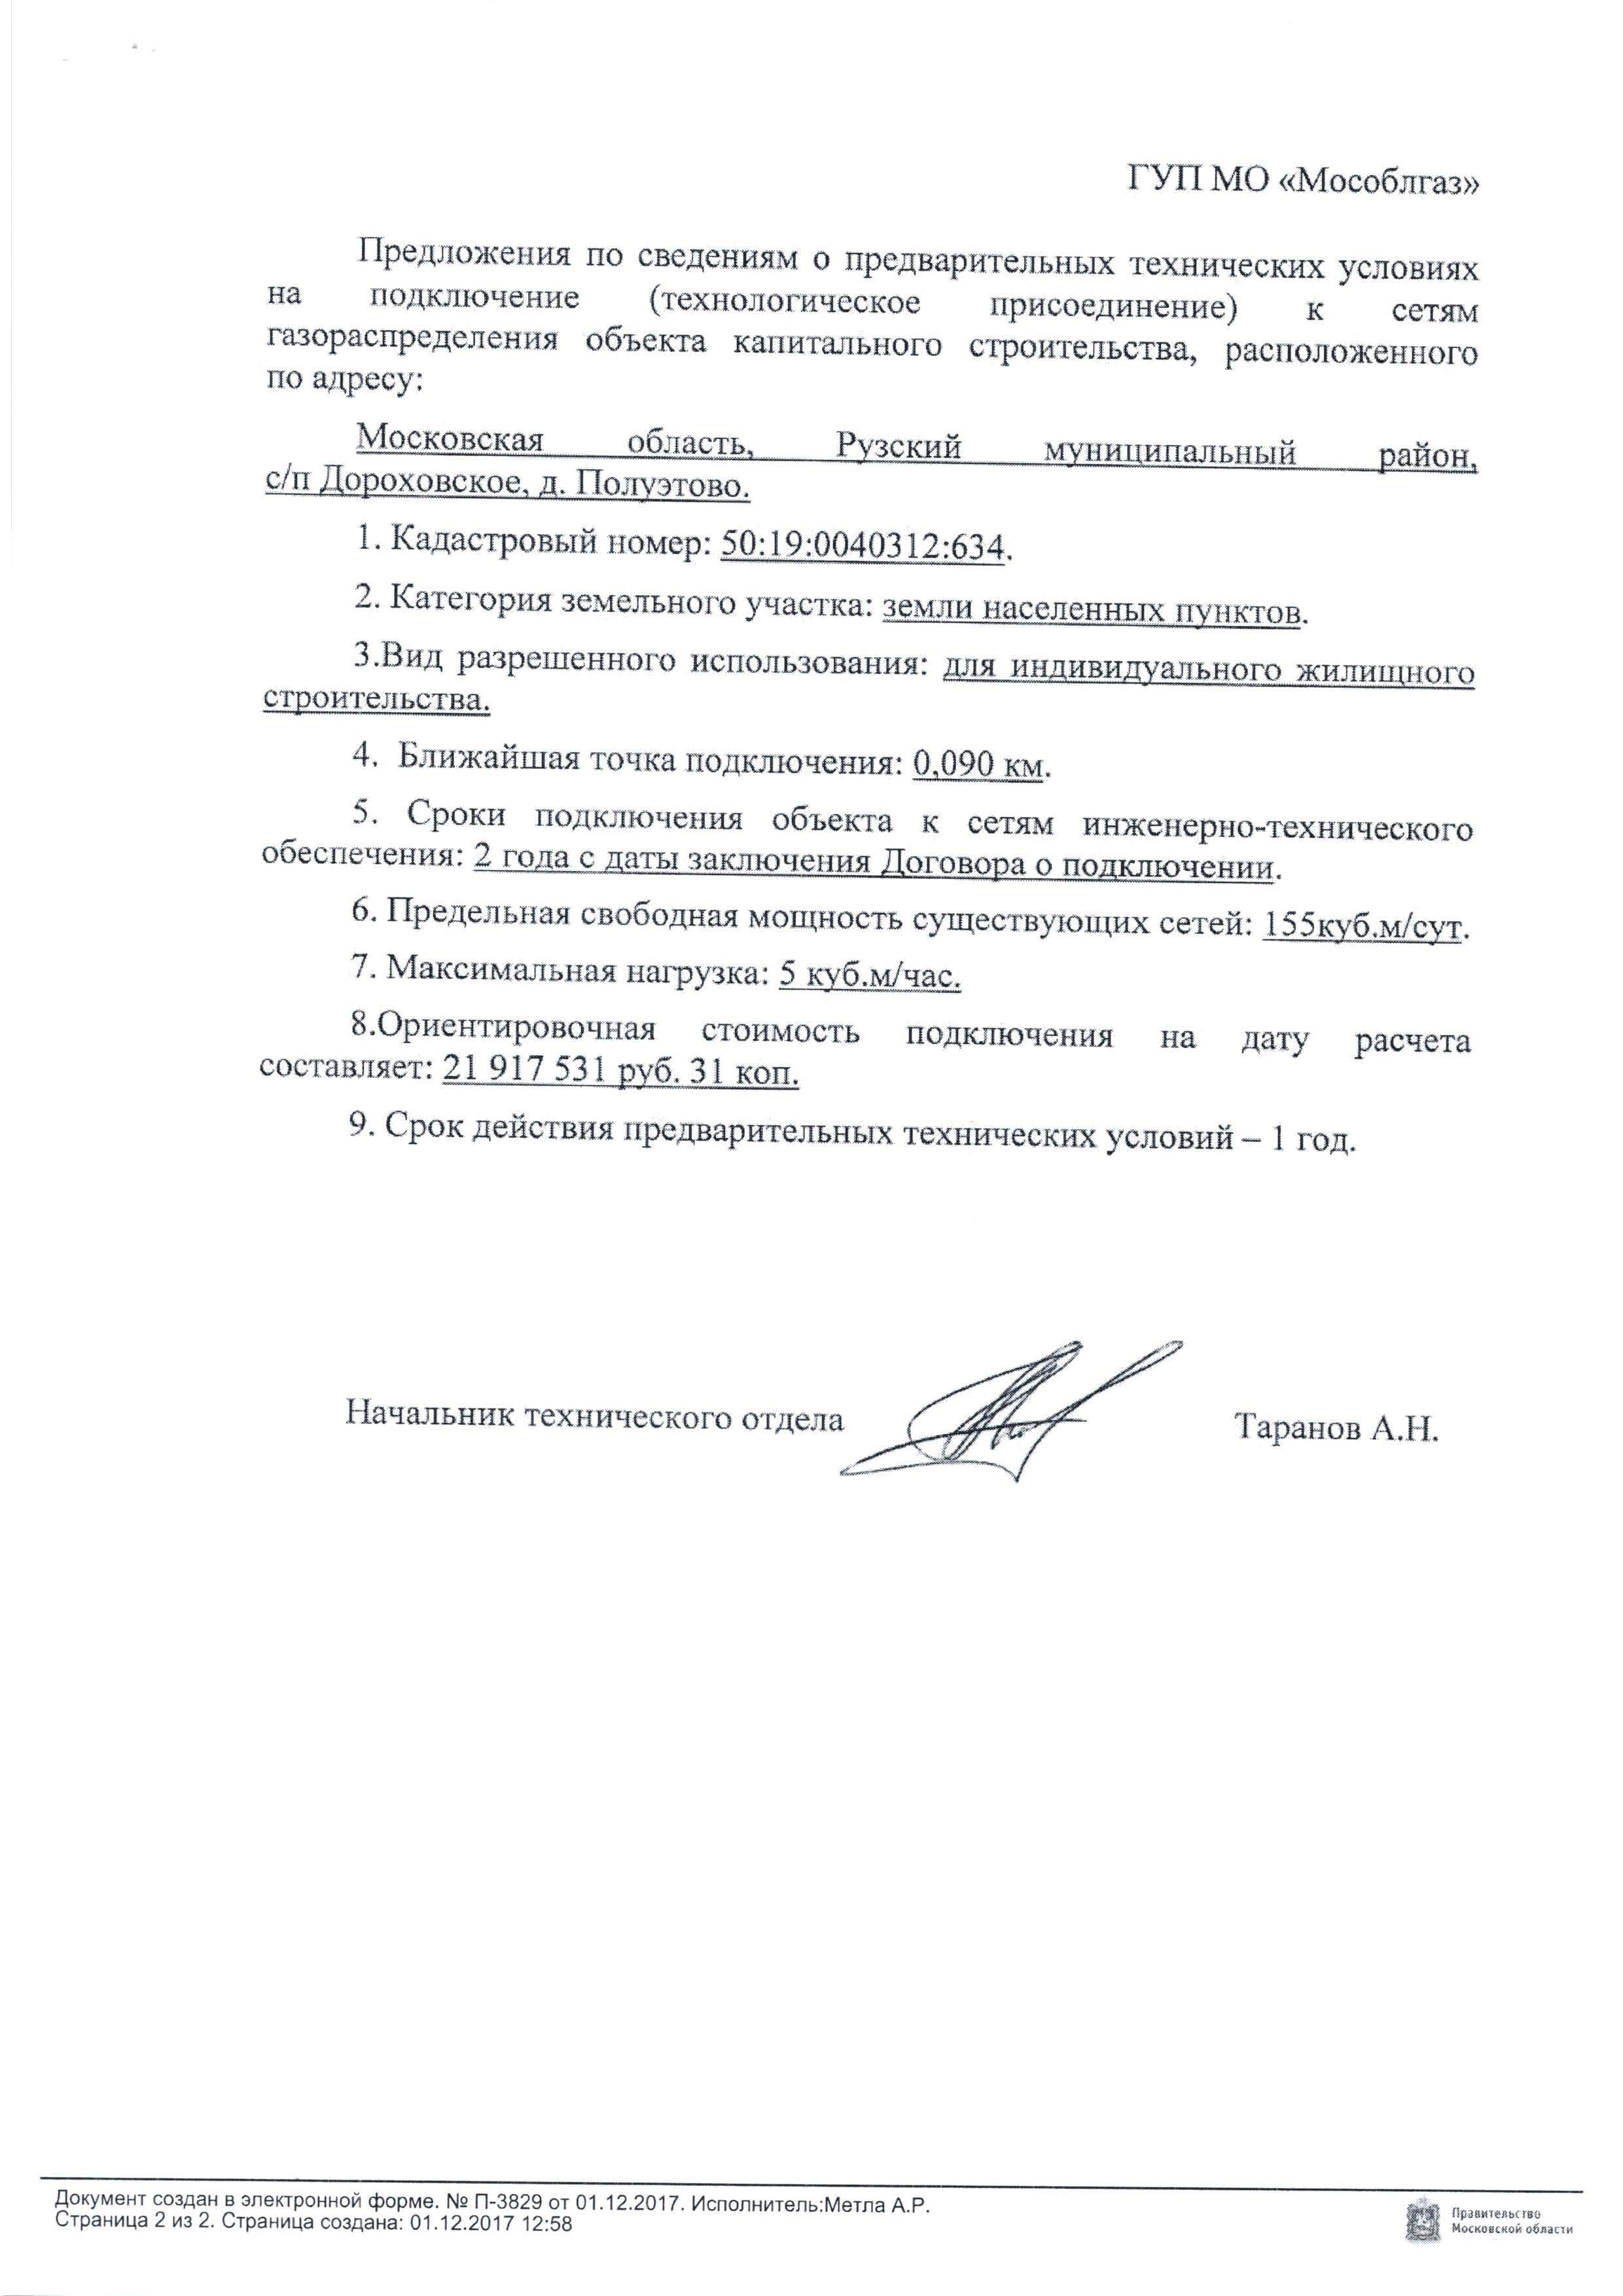 ГУП МО «Мособлгаз»
Предложения по сведениям о предварительных технических условиях
на подключение (технологическое присоединение) к сетям
газораспределения объекта капитального строительства, расположенного
по адресу:
Московская область, Рузский муниципальный район,
с/п Дороховское, д. Полуэтово.
1. Кадастровый номер: 50:19:0040312:634.
2. Категория земельного участка: земли населенных пунктов.
3.Вид разрешенного использования: для индивидуального жилищного
строительства.
4. Ближайшая точка подключения: 0,090 км.
5. Сроки подключения объекта к сетям инженерно-технического
обеспечения: 2 года с даты заключения Договора о подключении.
6. Предельная свободная мощность существующих сетей: 155куб.м/сут.
7. Максимальная нагрузка: 5 куб.м/час.
8.Ориентировочная стоимость подключения на дату расчета
составляет: 21 917 531 руб. 31 коп.
9. Срок действия предварительных технических условий – 1 год.
Начальник технического отдела Таранов А.Н.
Документ создан в электронной форме. № П-3829 от 01.12.2017. Исполнитель:Метла А.Р.
Страница 2 из 2. Страница создана: 01.12.2017 12:58
Правительство
Московской области